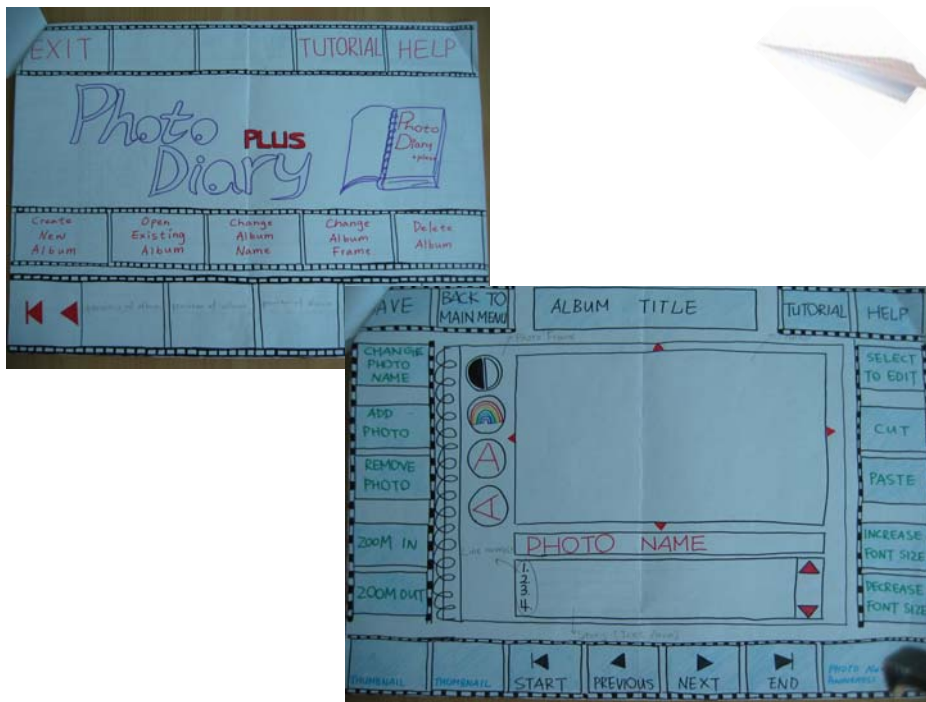 EXIT
TUTORIAL
HELP
Photo
PLUS
Diary
Photo
Diary
Create
New
Album
Open
Existing
Album
Change
Album
Name
Change
Album
Frame
Delete
Album
BACK TO
MAIN MENU
ALBUM TITLE
TUTORIAL
HELP
CHANGE
PHOTO
NAME
ADD
PHOTO
REMOVE
PHOTO
ZOOM IN
ZOOM OUT
Photo Frame
A
A
SELECT
TO EDIT
CUT
PASTE
INCREASE
FONT SIZE
DECREASE
FONT SIZE
PHOTO NAME
1.
2.
3.
4.
THUMBNAIL
THUMBNAIL
START
PREVIOUS
NEXT
END